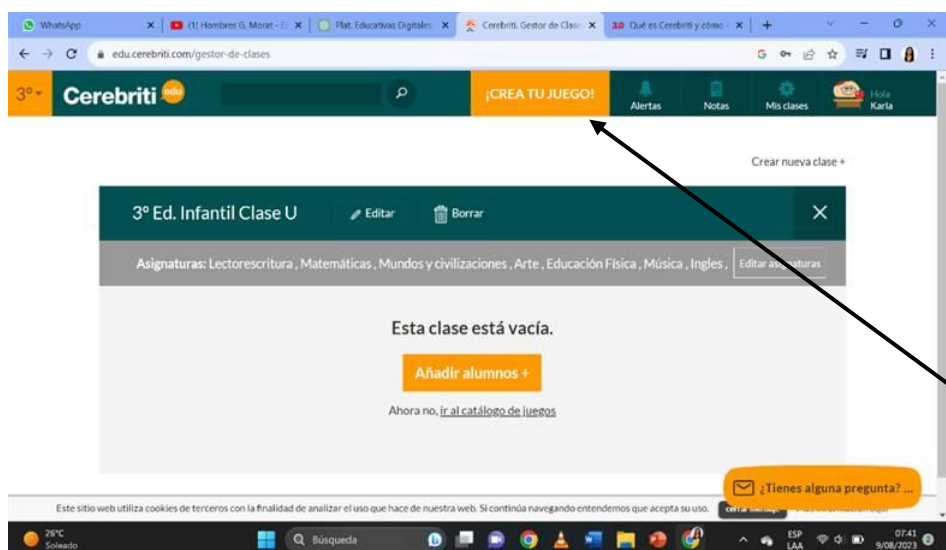 WhatsApp
(1) Hombres G, Morat - E
Plat. Educativas Digitales
Cerebriti. Gestor de Clase
3.0 Qué es Cerebriti y cómo
edu.cerebriti.com/gestor-de-clases
3º Cerebriti edu
¡CREA TU JUEGO!
Alertas
Notas
Mis clases
Hola
Karla
Crear nueva clase +
3º Ed. Infantil Clase U
Editar
Borrar
Asignaturas: Lectorescritura , Matemáticas , Mundos y civilizaciones , Arte , Educación Física , Música , Ingles ,
Editar asignaturas
Esta clase está vacía.
Añadir alumnos +
Ahora no, ir al catálogo de juegos
¿Tienes alguna pregunta? ...
Este sitio web utiliza cookies de terceros con la finalidad de analizar el uso que hace de nuestra web. Si continúa navegando entendemos que acepta su uso.
26°C
Soleado
Búsqueda
ESP
LAA
07:41
9/08/2023